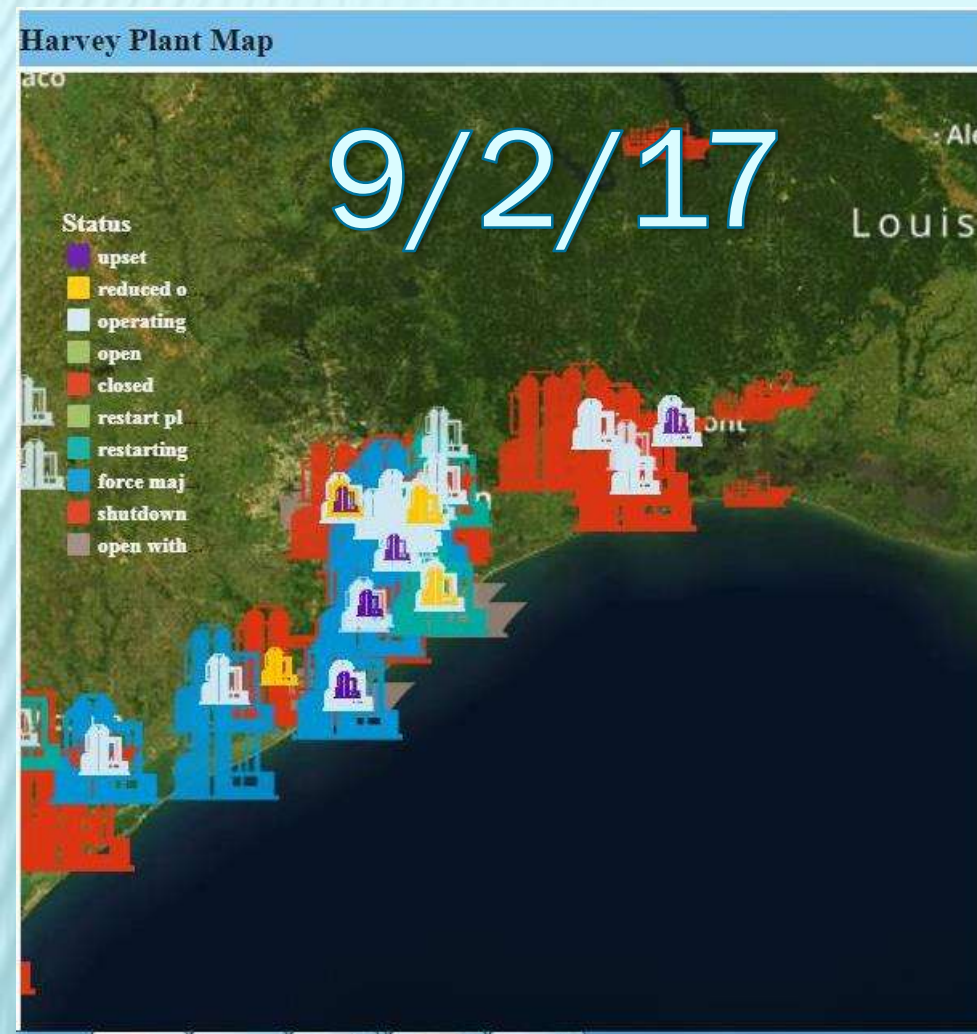 Harvey Plant Map
aco
9/2/17
Ale
Louis
Status
upset
reduced o
operating
open
closed
restart pl
restarting
force maj
shutdown
open with
ont